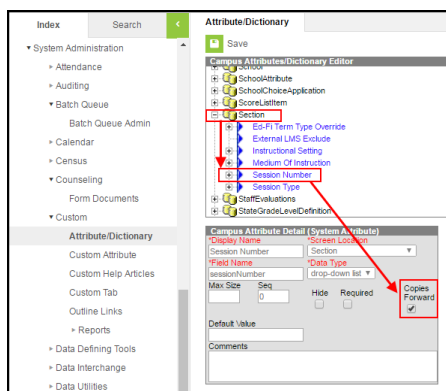 Index
Search
<
System Administration
Attendance
Auditing
Batch Queue
Batch Queue Admin
Calendar
Census
Counseling
Form Documents
Custom
Attribute/Dictionary
Custom Attribute
Custom Help Articles
Custom Tab
Outline Links
Reports
Data Defining Tools
Data Interchange
Data Utilities
Attribute/Dictionary
Save
Campus Attributes/Dictionary Editor
School
SchoolAttribute
SchoolChoiceApplication
ScoreListItem
Section
Ed-Fi Term Type Override
External LMS Exclude
Instructional Setting
Medium Of Instruction
Session Number
Session Type
StaffEvaluations
StateGradeLevelDefinition
Campus Attribute Detail (System Attribute)
*Display Name *Screen Location
Session Number Section
*Field Name *Data Type
sessionNumber drop-down list
Max Size Seq Hide Required Copies Forward
0
Default Value
Comments